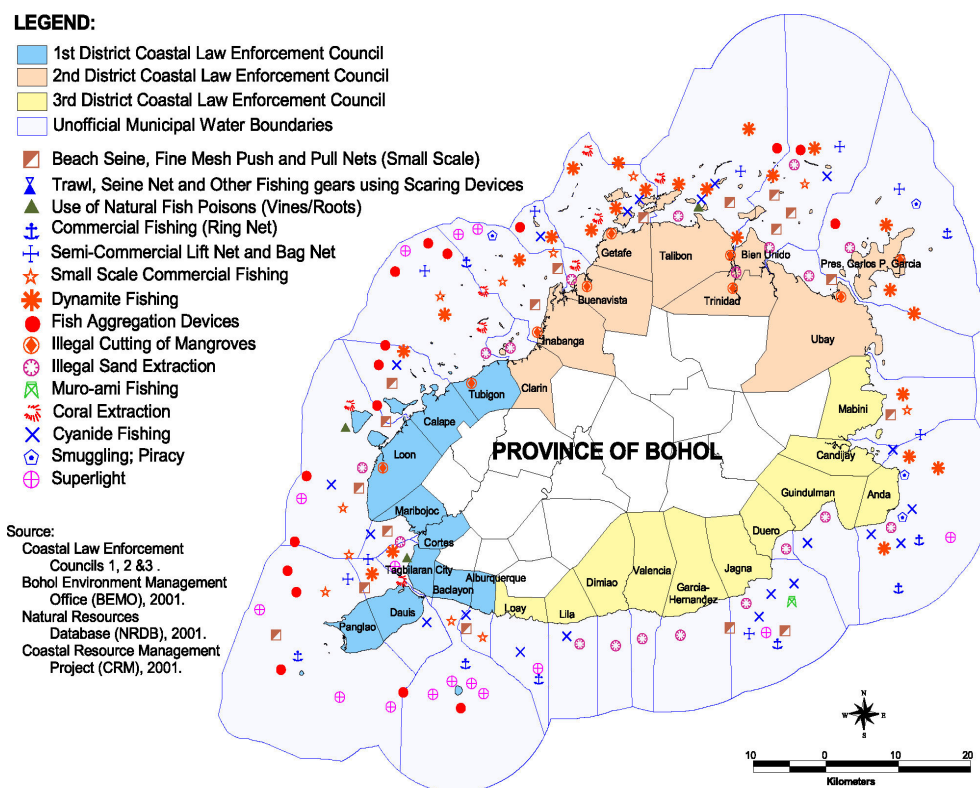 LEGEND:
1st District Coastal Law Enforcement Council
2nd District Coastal Law Enforcement Council
3rd District Coastal Law Enforcement Council
Unofficial Municipal Water Boundaries
Beach Seine, Fine Mesh Push and Pull Nets (Small Scale)
Trawl, Seine Net and Other Fishing gears using Scaring Devices
Use of Natural Fish Poisons (Vines/Roots)
Commercial Fishing (Ring Net)
Semi-Commercial Lift Net and Bag Net
Small Scale Commercial Fishing
Dynamite Fishing
Fish Aggregation Devices
Illegal Cutting of Mangroves
Illegal Sand Extraction
Muro-ami Fishing
Coral Extraction
Cyanide Fishing
Smuggling; Piracy
Superlight
Source:
Coastal Law Enforcement
Councils 1, 2 &3 .
Bohol Environment Management
Office (BEMO), 2001.
Natural Resources
Database (NRDB), 2001.
Coastal Resource Management
Project (CRM), 2001.
Getafe
Talibon
Bien Unido
Pres. Carlos P. Garcia
Buenavista
Trinidad
Inabanga
Ubay
Clarin
Tubigon
Calape
Mabini
PROVINCE OF BOHOL
Loon
Candijay
Guindulman
Anda
Maribojoc
Duero
Cortes
Tagbilaran City
Alburquerque
Baclayon
Dimiao
Valencia
Jagna
Garcia-
Hernandez
Loay
Lila
Dauis
Panglao
N
W
E
S
10
0
10
20
Kilometers